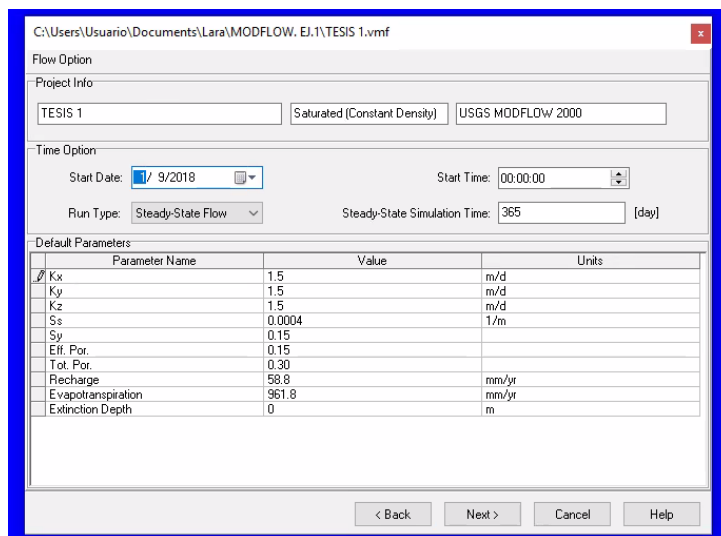 C:\Users\Usuario\Documents\Lara\MODFLOW. EJ.1\TESIS 1.vmf x
Flow Option
Project Info
TESIS 1 Saturated (Constant Density) USGS MODFLOW 2000
Time Option
Start Date: 1/ 9/2018 Start Time: 00:00:00
Run Type: Steady-State Flow Steady-State Simulation Time: 365 [day]
Default Parameters
Parameter Name Value Units
Kx 1.5 m/d
Ky 1.5 m/d
Kz 1.5 m/d
Ss 0.0004 1/m
Sy 0.15
Eff. Por. 0.15
Tot. Por. 0.30
Recharge 58.8 mm/yr
Evapotranspiration 961.8 mm/yr
Extinction Depth 0 m
< Back Next > Cancel Help